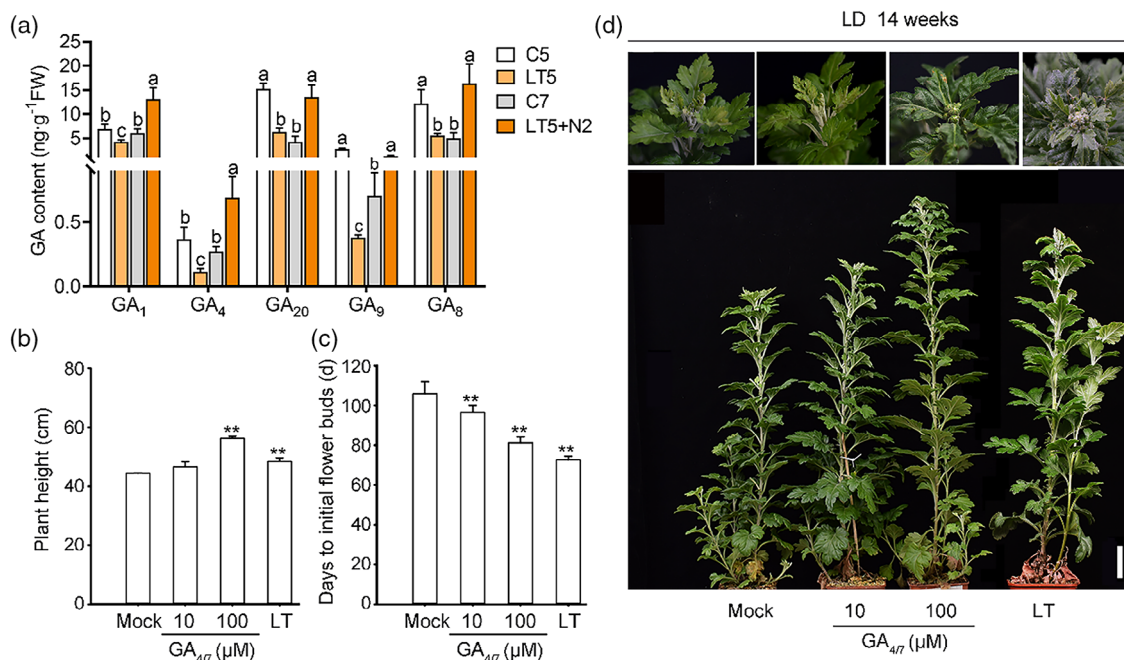 (a)
GA content (ng·g⁻¹FW)
25
20
15
10
5
0.5
0.0
b c b a
b c b a
a b b a
a c b a
a b b a
GA₁ GA₄ GA₂₀ GA₉ GA₈
C5
LT5
C7
LT5+N2
(b)
Plant height (cm)
80
60
40
20
0
**
**
Mock 10 100 LT
GA₄/₇ (µM)
(c)
Days to initial flower buds (d)
120
100
80
60
40
20
0
**
**
**
Mock 10 100 LT
GA₄/₇ (µM)
(d)
LD 14 weeks
Mock 10 100 LT
GA₄/₇ (µM)